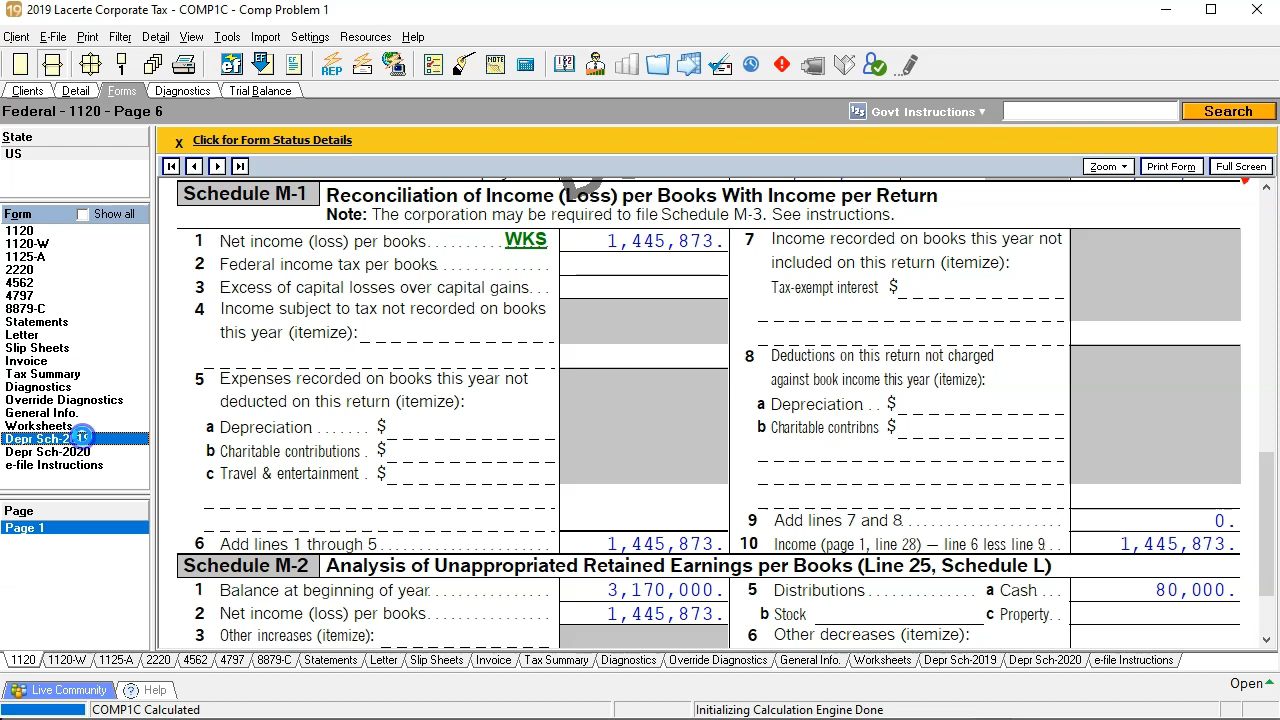 2019 Lacerte Corporate Tax - COMP1C - Comp Problem 1
Client E-File Print Filter Detail View Tools Import Settings Resources Help
Clients Detail Forms Diagnostics Trial Balance
Federal - 1120 - Page 6
Govt Instructions
Search
State
US
x Click for Form Status Details
Zoom Print Form Full Screen
Form Show all
1120
1120-W
1125-A
2220
4562
4797
8879-C
Statements
Letter
Slip Sheets
Invoice
Tax Summary
Diagnostics
Override Diagnostics
General Info.
Worksheets
Depr Sch-2
Depr Sch-2020
e-file Instructions
Page
Page 1
Schedule M-1 Reconciliation of Income (Loss) per Books With Income per Return
Note: The corporation may be required to file Schedule M-3. See instructions.
1 Net income (loss) per books......... WKS 1,445,873.
2 Federal income tax per books..............
3 Excess of capital losses over capital gains...
4 Income subject to tax not recorded on books
this year (itemize):
5 Expenses recorded on books this year not
deducted on this return (itemize):
a Depreciation ....... $
b Charitable contributions . $
c Travel & entertainment . $
6 Add lines 1 through 5...................... 1,445,873.
7 Income recorded on books this year not
included on this return (itemize):
Tax-exempt interest $
8 Deductions on this return not charged
against book income this year (itemize):
a Depreciation . . $
b Charitable contribns $
9 Add lines 7 and 8...................... 0.
10 Income (page 1, line 28) — line 6 less line 9... 1,445,873.
Schedule M-2 Analysis of Unappropriated Retained Earnings per Books (Line 25, Schedule L)
1 Balance at beginning of year............... 3,170,000.
2 Net income (loss) per books............... 1,445,873.
3 Other increases (itemize):
5 Distributions.............. a Cash ... 80,000.
b Stock c Property. .
6 Other decreases (itemize):
1120 1120-W 1125-A 2220 4562 4797 8879-C Statements Letter Slip Sheets Invoice Tax Summary Diagnostics Override Diagnostics General Info. Worksheets Depr Sch-2019 Depr Sch-2020 e-file Instructions
Live Community Help
Open
COMP1C Calculated
Initializing Calculation Engine Done